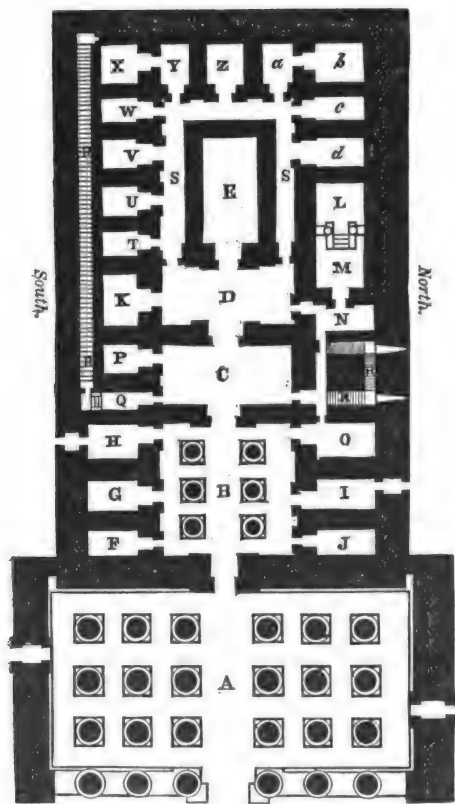 X Y Z a b
W c
V d
S E S
U L
T M
K D N
P C R
R
Q R
H O
B
G I
F J
A
South.
North.